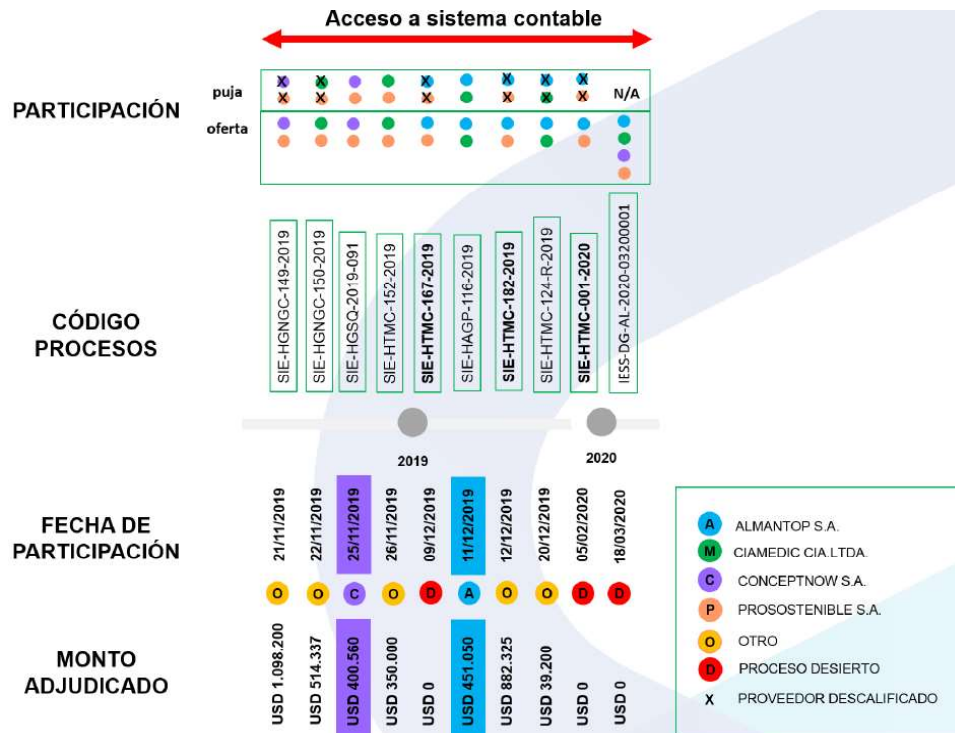 Acceso a sistema contable
PARTICIPACIÓN
puja
X X X X X X
X X X X X X
N/A
oferta
CÓDIGO
PROCESOS
SIE-HGNGC-149-2019
SIE-HGNGC-150-2019
SIE-HGSQ-2019-091
SIE-HTMC-152-2019
SIE-HTMC-167-2019
SIE-HAGP-116-2019
SIE-HTMC-182-2019
SIE-HTMC-124-R-2019
SIE-HTMC-001-2020
IESS-DG-AL-2020-03200001
2019
2020
FECHA DE
PARTICIPACIÓN
21/11/2019
22/11/2019
25/11/2019
26/11/2019
09/12/2019
11/12/2019
12/12/2019
20/12/2019
05/02/2020
18/03/2020
O O C O D A O O D D
MONTO
ADJUDICADO
USD 1.098.200
USD 514.337
USD 400.560
USD 350.000
USD 0
USD 451.050
USD 882.325
USD 39.200
USD 0
USD 0
A ALMANTOP S.A.
M CIAMEDIC CIA.LTDA.
C CONCEPTNOW S.A.
P PROSOSTENIBLE S.A.
O OTRO
D PROCESO DESIERTO
X PROVEEDOR DESCALIFICADO